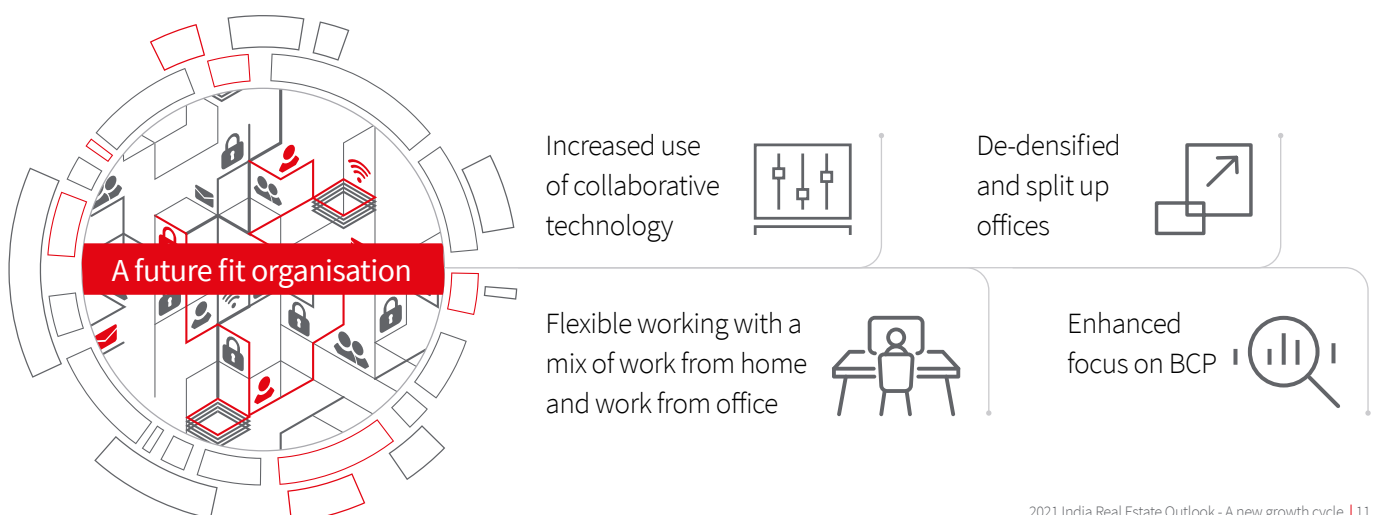 A future fit organisation
Increased use
of collaborative
technology
De-densified
and split up
offices
Flexible working with a
mix of work from home
and work from office
Enhanced
focus on BCP
2021 India Real Estate Outlook - A new growth cycle | 11